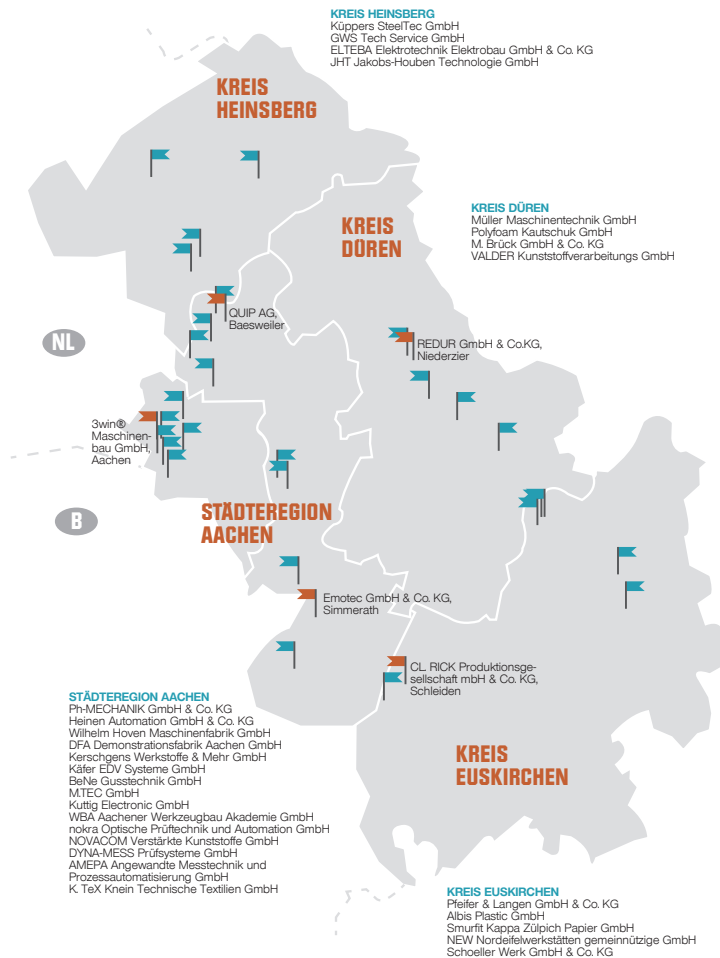 KREIS HEINSBERG
Küppers SteelTec GmbH
GWS Tech Service GmbH
ELTEBA Elektrotechnik Elektrobau GmbH & Co. KG
JHT Jakobs-Houben Technologie GmbH
KREIS
HEINSBERG
KREIS DÜREN
Müller Maschinentechnik GmbH
Polyfoam Kautschuk GmbH
M. Brück GmbH & Co. KG
VALDER Kunststoffverarbeitungs GmbH
KREIS
DÜREN
QUIP AG,
Baesweiler
NL
REDUR GmbH & Co.KG,
Niederzier
3win®
Maschinen-
bau GmbH,
Aachen
B
STÄDTEREGION
AACHEN
Emotec GmbH & Co. KG,
Simmerath
CL. RICK Produktionsge-
sellschaft mbH & Co. KG,
Schleiden
STÄDTEREGION AACHEN
Ph-MECHANIK GmbH & Co. KG
Heinen Automation GmbH & Co. KG
Wilhelm Hoven Maschinenfabrik GmbH
DFA Demonstrationsfabrik Aachen GmbH
Kerschgens Werkstoffe & Mehr GmbH
Käfer EDV Systeme GmbH
BeNe Gusstechnik GmbH
M.TEC GmbH
Kuttig Electronic GmbH
WBA Aachener Werkzeugbau Akademie GmbH
nokra Optische Prüftechnik und Automation GmbH
NOVACOM Verstärkte Kunststoffe GmbH
DYNA-MESS Prüfsysteme GmbH
AMEPA Angewandte Messtechnik und
Prozessautomatisierung GmbH
K. TeX Knein Technische Textilien GmbH
KREIS
EUSKIRCHEN
KREIS EUSKIRCHEN
Pfeifer & Langen GmbH & Co. KG
Albis Plastic GmbH
Smurfit Kappa Zülpich Papier GmbH
NEW Nordeifelwerkstätten gemeinnützige GmbH
Schoeller Werk GmbH & Co. KG